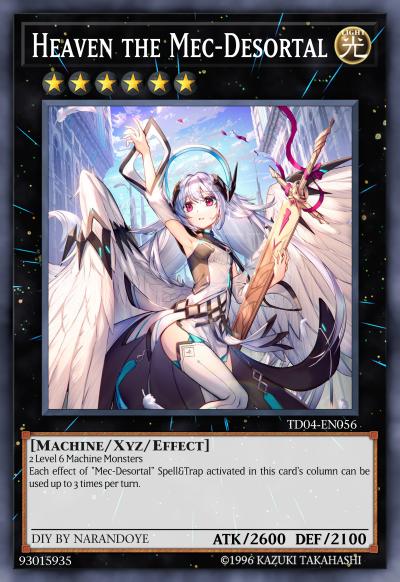 Heaven the Mec-Desortal
LIGHT
光
TD04-EN056
[Machine/Xyz/Effect]
2 Level 6 Machine Monsters
Each effect of "Mec-Desortal" Spell&Trap activated in this card's column can be
used up to 3 times per turn.
DIY BY NARANDOYE
ATK/2600 DEF/2100
93015935
©1996 KAZUKI TAKAHASHI